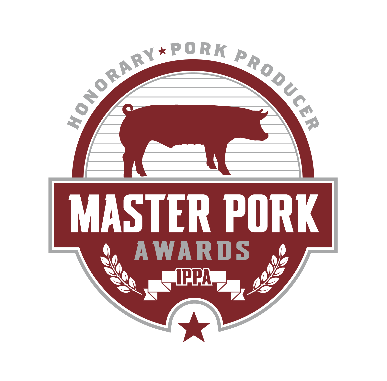 HONORARY★PORK PRODUCER
MASTER PORK
AWARDS
IPPA